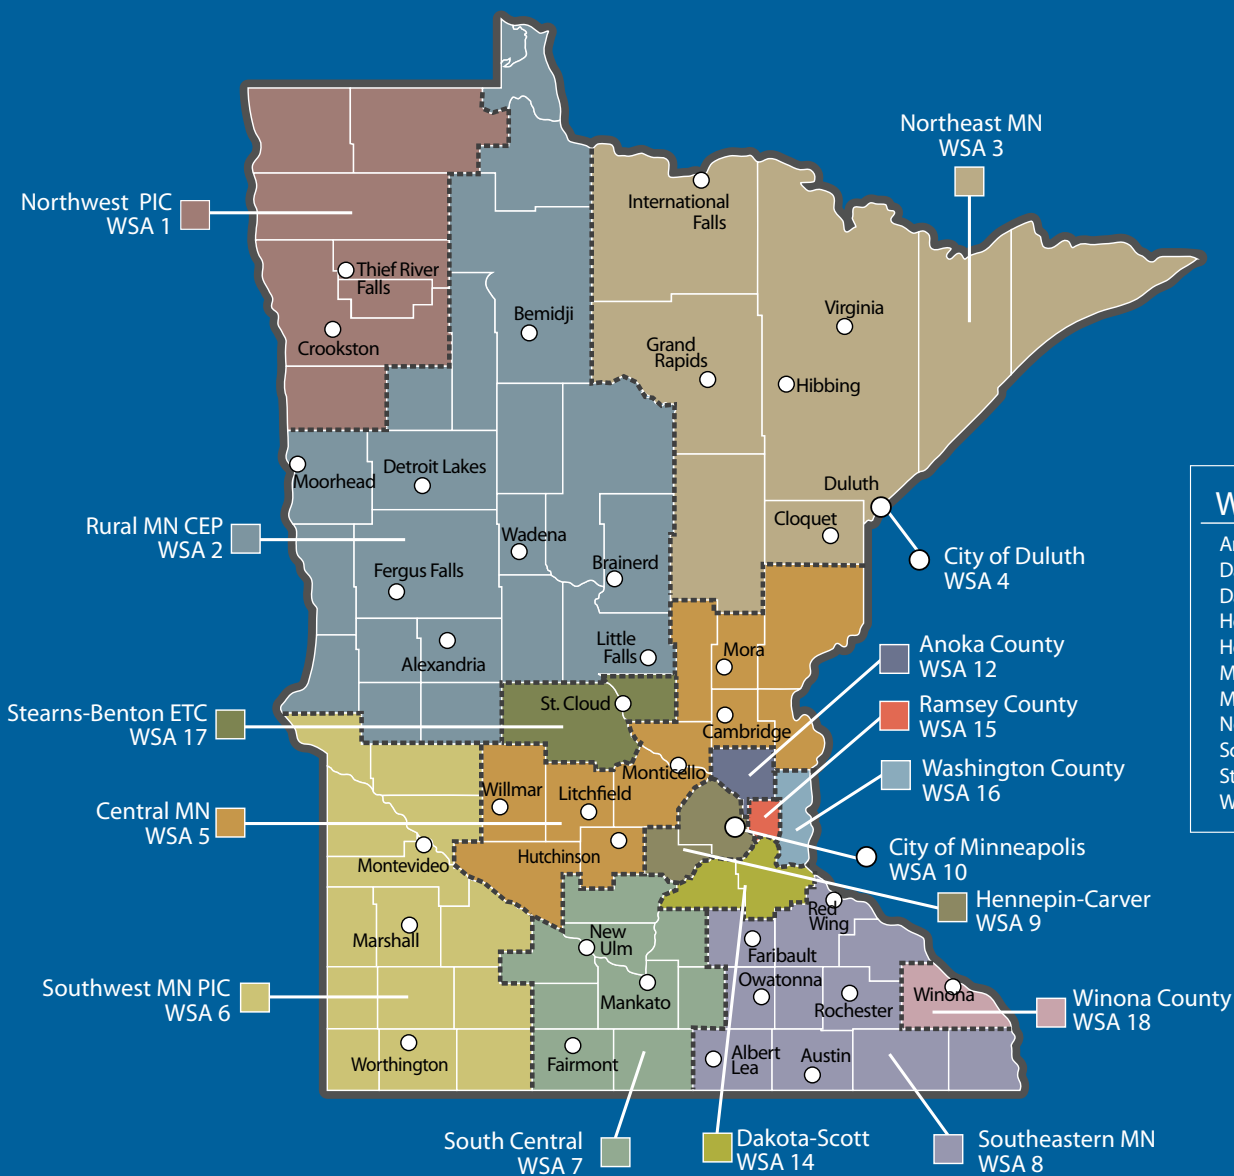 Northeast MN
WSA 3
Northwest PIC
WSA 1
International
Falls
Thief River
Falls
Crookston
Bemidji
Virginia
Grand
Rapids
Hibbing
Moorhead
Detroit Lakes
Duluth
Cloquet
Rural MN CEP
WSA 2
Wadena
Brainerd
Fergus Falls
City of Duluth
WSA 4
Little
Falls
Alexandria
Mora
Anoka County
WSA 12
Stearns-Benton ETC
WSA 17
St. Cloud
Cambridge
Ramsey County
WSA 15
Monticello
Washington County
WSA 16
Central MN
WSA 5
Willmar
Litchfield
Hutchinson
City of Minneapolis
WSA 10
Montevideo
Hennepin-Carver
WSA 9
Marshall
New
Ulm
Red
Wing
Faribault
Southwest MN PIC
WSA 6
Mankato
Owatonna
Rochester
Winona
Winona County
WSA 18
Worthington
Fairmont
Albert
Lea
Austin
South Central
WSA 7
Dakota-Scott
WSA 14
Southeastern MN
WSA 8